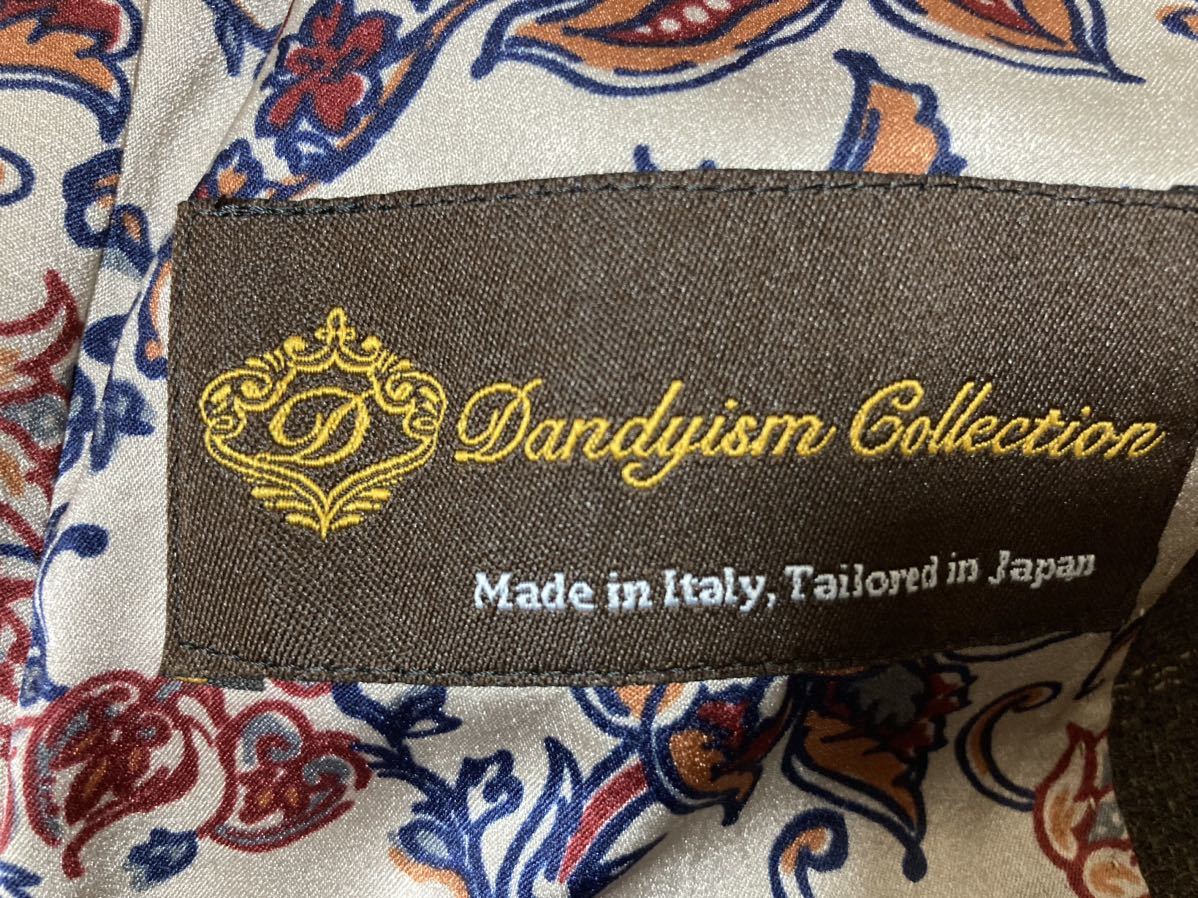 D Dandyism Collection
Made in Italy, Tailored in Japan